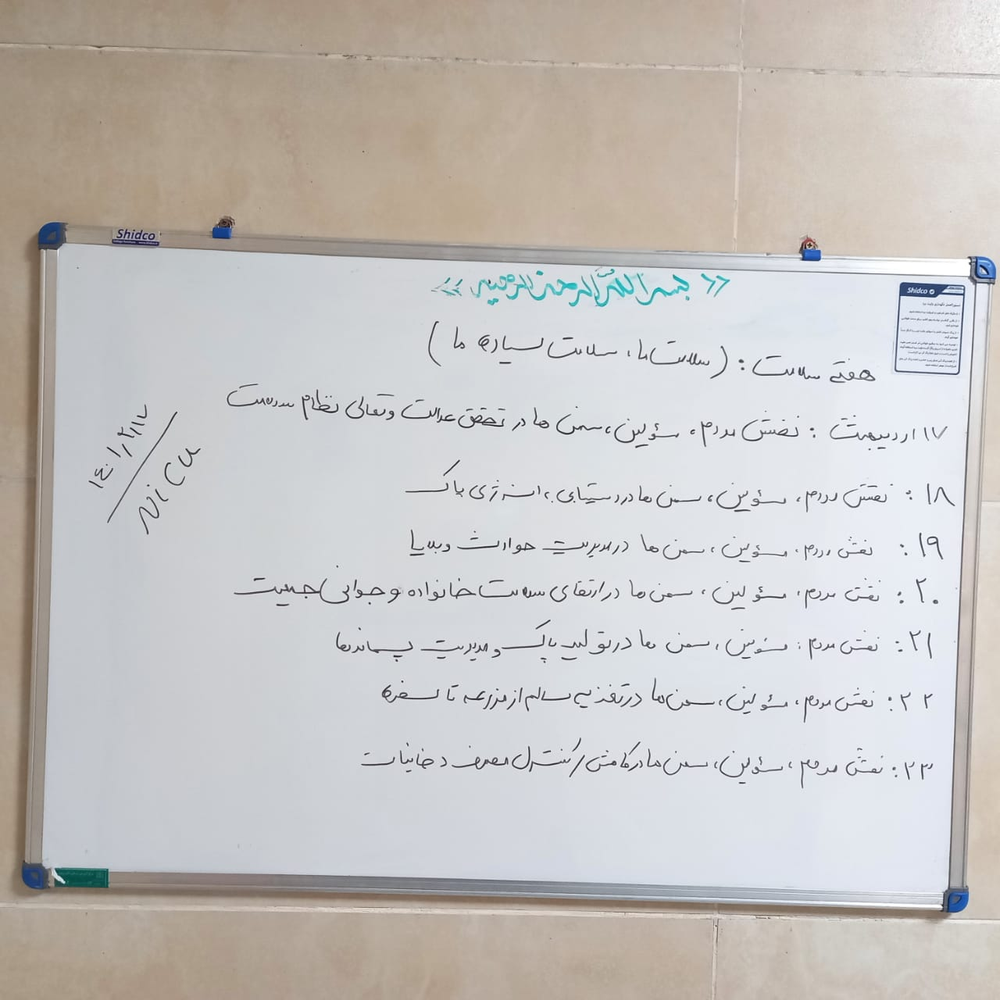 Shidco
<< بسم الله الرحمن الرحیم >>
Shidco
هفته سلامت : (سلامت ما، سلامت سیاره ما)
۱۷ اردیبهشت : نقش مردم، مسئولین، سمن ها در تحقق عدالت و تعالی نظام سلامت
۱۸ : نقش مردم، مسئولین، سمن ها در دستیابی به انرژی پاک
۱۹ : نقش مردم، مسئولین، سمن ها در مدیریت حوادث و بلایا
۲۰ : نقش مردم، مسئولین، سمن ها در ارتقای سلامت خانواده و جوانی جمعیت
۲۱ : نقش مردم، مسئولین، سمن ها در تولید پاک و مدیریت پسماندها
۲۲ : نقش مردم، مسئولین، سمن ها در تغذیه سالم از مزرعه تا سفره
۲۳ : نقش مردم، مسئولین، سمن ها در کاهش / کنترل مصرف دخانیات
۱۴۰۱٫۲٫۱۷
NICU